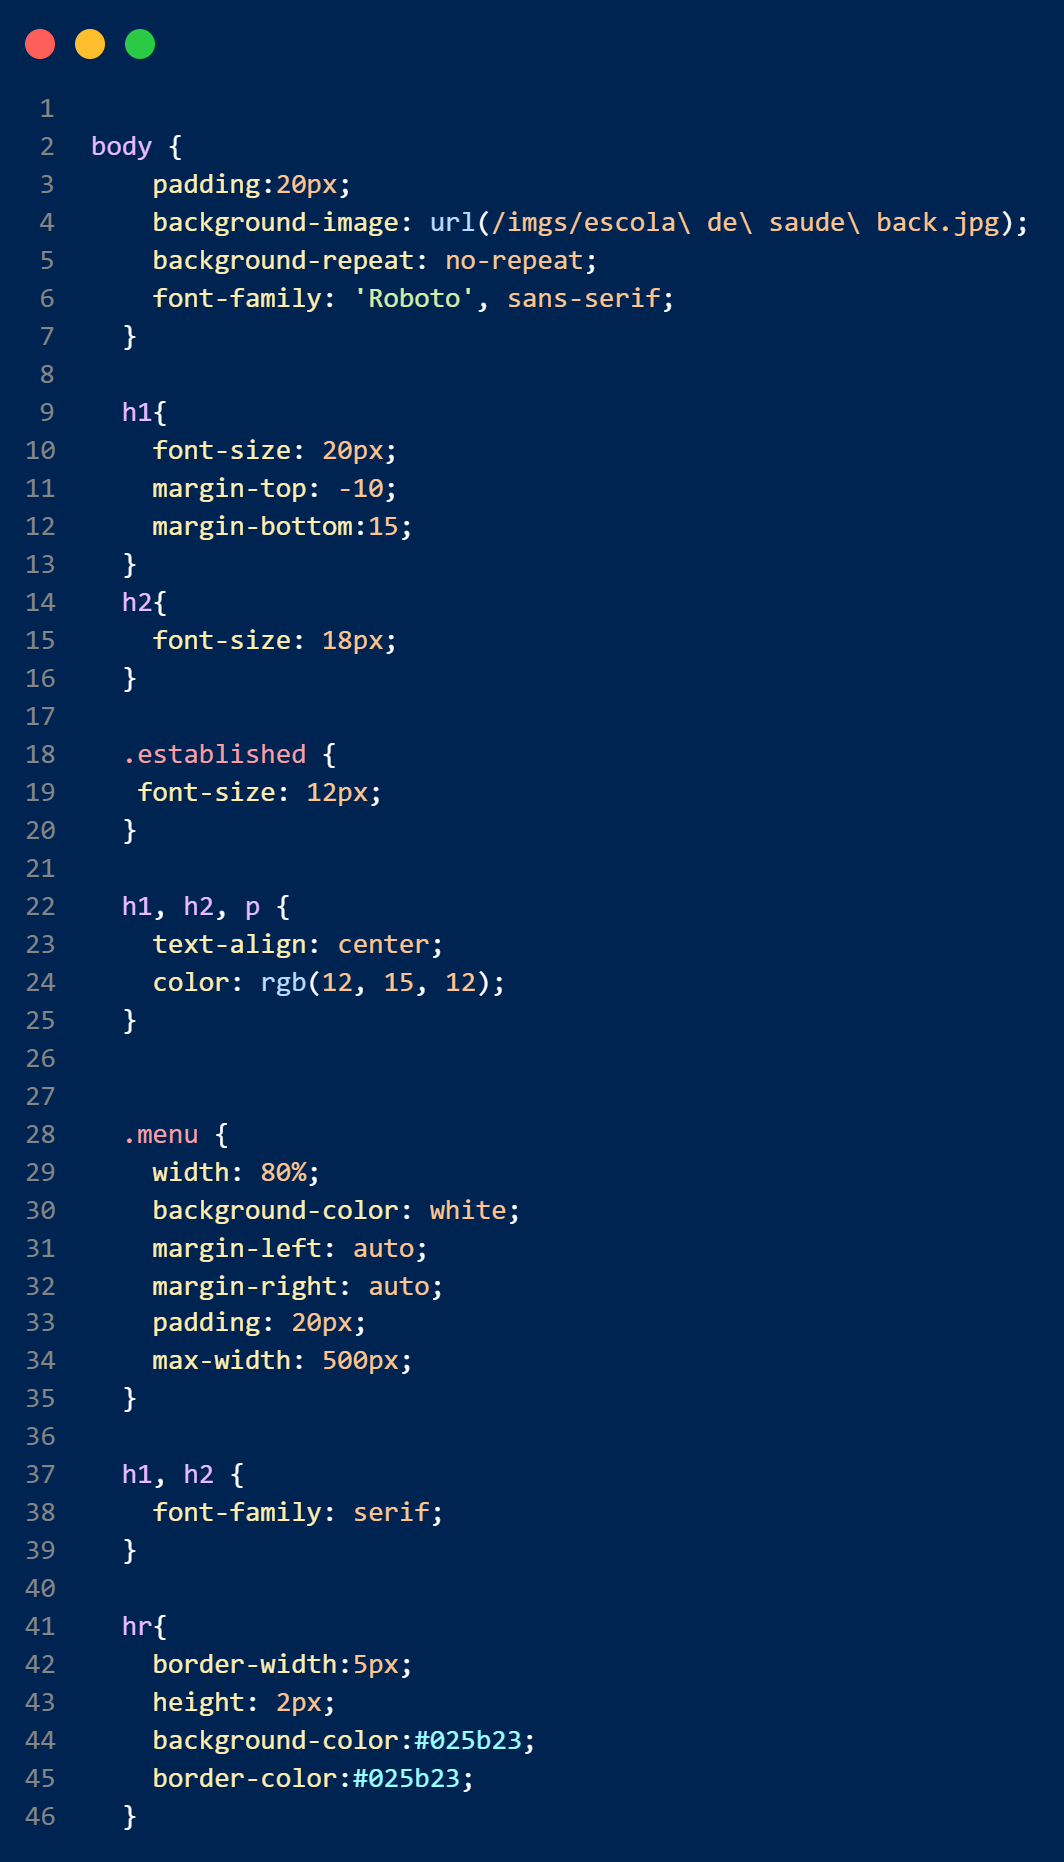 1
2 body {
3     padding:20px;
4     background-image: url(/imgs/escola\ de\ saude\ back.jpg);
5     background-repeat: no-repeat;
6     font-family: 'Roboto', sans-serif;
7   }
8
9   h1{
10     font-size: 20px;
11     margin-top: -10;
12     margin-bottom:15;
13   }
14   h2{
15     font-size: 18px;
16   }
17
18   .established {
19    font-size: 12px;
20   }
21
22   h1, h2, p {
23     text-align: center;
24     color: rgb(12, 15, 12);
25   }
26
27
28   .menu {
29     width: 80%;
30     background-color: white;
31     margin-left: auto;
32     margin-right: auto;
33     padding: 20px;
34     max-width: 500px;
35   }
36
37   h1, h2 {
38     font-family: serif;
39   }
40
41   hr{
42     border-width:5px;
43     height: 2px;
44     background-color:#025b23;
45     border-color:#025b23;
46   }